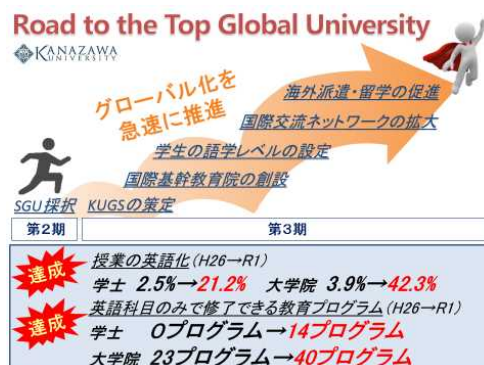 Road to the Top Global University
KANAZAWA
UNIVERSITY
グローバル化を
急速に推進
海外派遣・留学の促進
国際交流ネットワークの拡大
学生の語学レベルの設定
国際基幹教育院の創設
SGU採択 KUGSの策定
第2期 第3期
達成 授業の英語化(H26→R1)
学士 2.5%→21.2% 大学院 3.9%→42.3%
達成 英語科目のみで修了できる教育プログラム(H26→R1)
学士 0プログラム→14プログラム
大学院 23プログラム→40プログラム